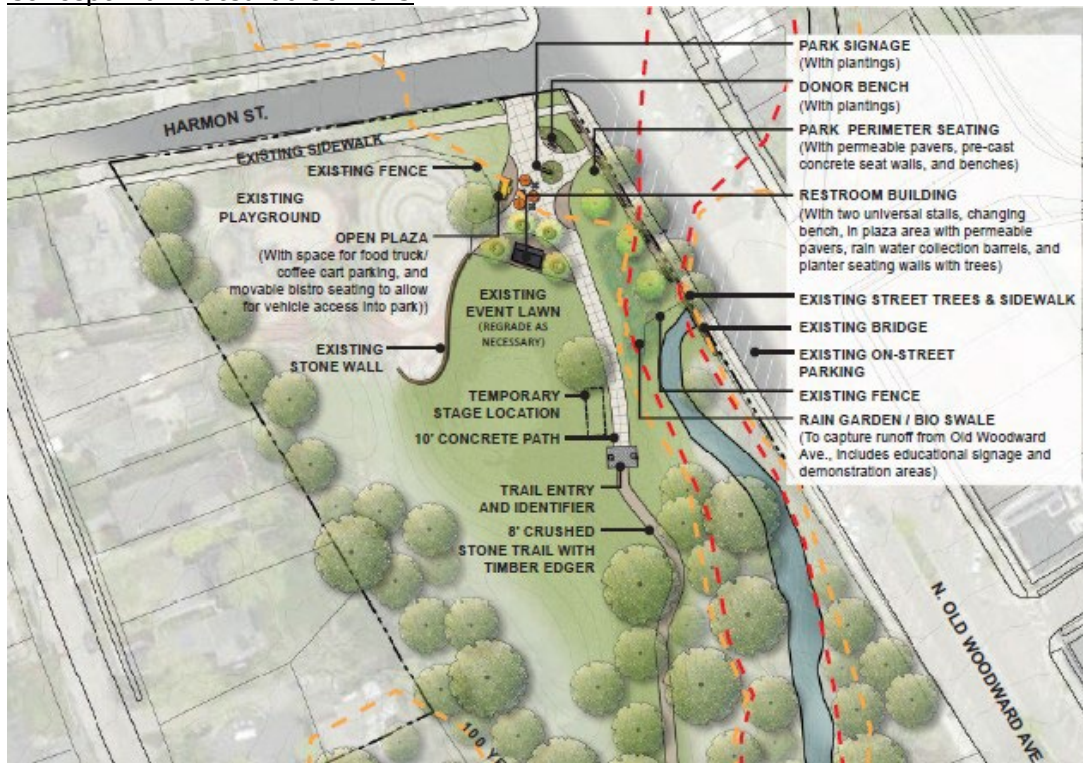 HARMON ST.
EXISTING SIDEWALK
EXISTING FENCE
EXISTING
PLAYGROUND
OPEN PLAZA
(With space for food truck/
coffee cart parking, and
movable bistro seating to allow
for vehicle access into park))
EXISTING
STONE WALL
EXISTING
EVENT LAWN
(REGRADE AS
NECESSARY)
TEMPORARY
STAGE LOCATION
10' CONCRETE PATH
TRAIL ENTRY
AND IDENTIFIER
8' CRUSHED
STONE TRAIL WITH
TIMBER EDGER
100 YE
PARK SIGNAGE
(With plantings)
DONOR BENCH
(With plantings)
PARK PERIMETER SEATING
(With permeable pavers, pre-cast
concrete seat walls, and benches)
RESTROOM BUILDING
(With two universal stalls, changing
bench, in plaza area with permeable
pavers, rain water collection barrels, and
planter seating walls with trees)
EXISTING STREET TREES & SIDEWALK
EXISTING BRIDGE
EXISTING ON-STREET
PARKING
EXISTING FENCE
RAIN GARDEN / BIO SWALE
(To capture runoff from Old Woodward
Ave., includes educational signage and
demonstration areas)
N. OLD WOODWARD AVE